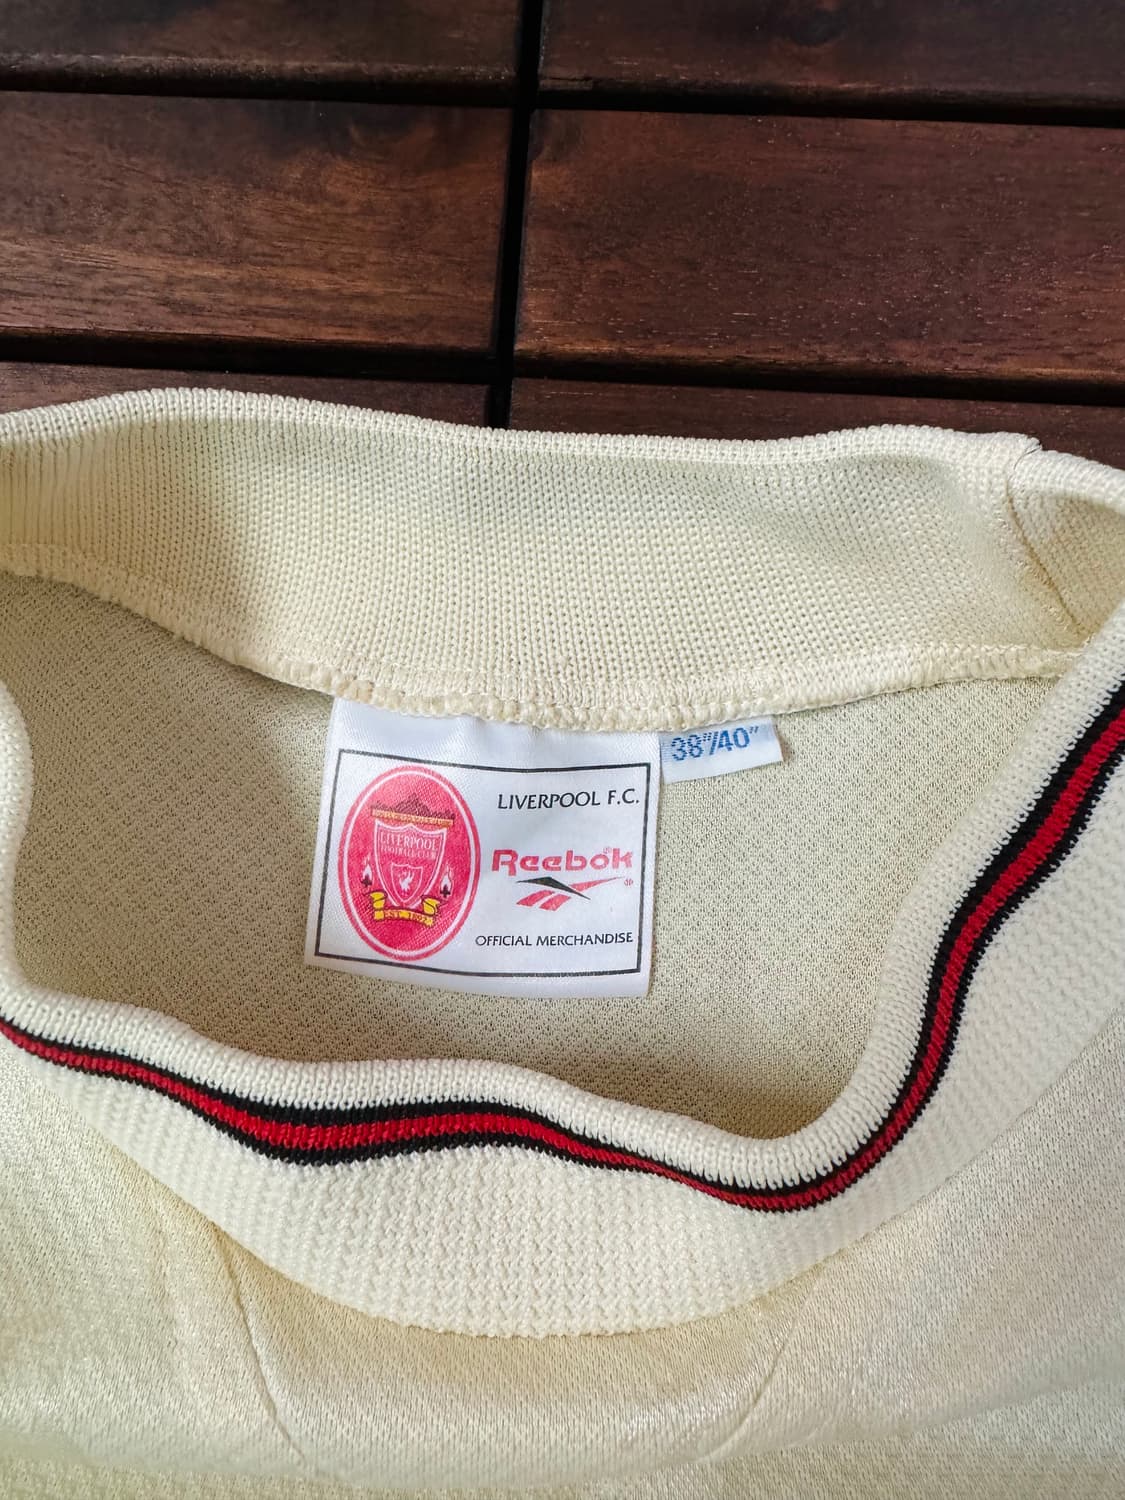 38"/40"
LIVERPOOL F.C.
LIVERPOOL
FOOTBALL CLUB
EST. 1892
Reebok®
®
OFFICIAL MERCHANDISE